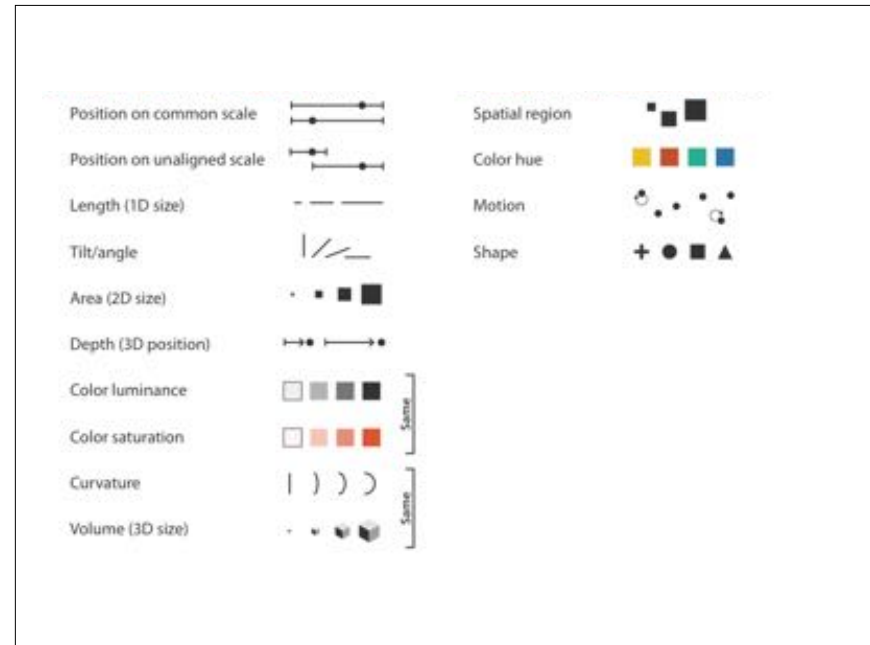 Position on common scale
Position on unaligned scale
Length (1D size)
Tilt/angle
Area (2D size)
Depth (3D position)
Color luminance
Color saturation
Same
Curvature
Volume (3D size)
Same
Spatial region
Color hue
Motion
Shape